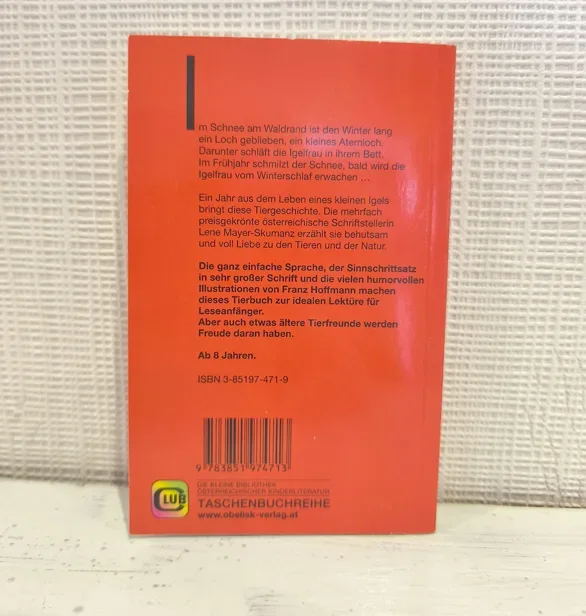 Im Schnee am Waldrand ist den Winter lang
ein Loch geblieben, ein kleines Atemloch.
Darunter schläft die Igelfrau in ihrem Bett.
Im Frühjahr schmilzt der Schnee, bald wird die
Igelfrau vom Winterschlaf erwachen ...
Ein Jahr aus dem Leben eines kleinen Igels
bringt diese Tiergeschichte. Die mehrfach
preisgekrönte österreichische Schriftstellerin
Lene Mayer-Skumanz erzählt sie behutsam
und voll Liebe zu den Tieren und der Natur.
Die ganz einfache Sprache, der Sinnschrittsatz
in sehr großer Schrift und die vielen humorvollen
Illustrationen von Franz Hoffmann machen
dieses Tierbuch zur idealen Lektüre für
Leseanfänger.
Aber auch etwas ältere Tierfreunde werden
Freude daran haben.
Ab 8 Jahren.
ISBN 3-85197-471-9
9 783851 974713
DIE KLEINE BIBLIOTHEK
ÖSTERREICHISCHER KINDERLITERATUR
CLUB
TASCHENBUCHREIHE
www.obelisk-verlag.at